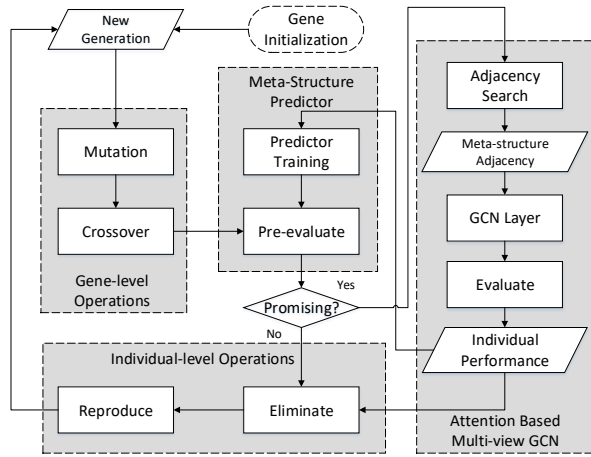 New
Generation
Gene
Initialization
Mutation
Crossover
Gene-level
Operations
Meta-Structure
Predictor
Predictor
Training
Pre-evaluate
Promising?
Yes
No
Adjacency
Search
Meta-structure
Adjacency
GCN Layer
Evaluate
Individual
Performance
Attention Based
Multi-view GCN
Individual-level Operations
Reproduce
Eliminate